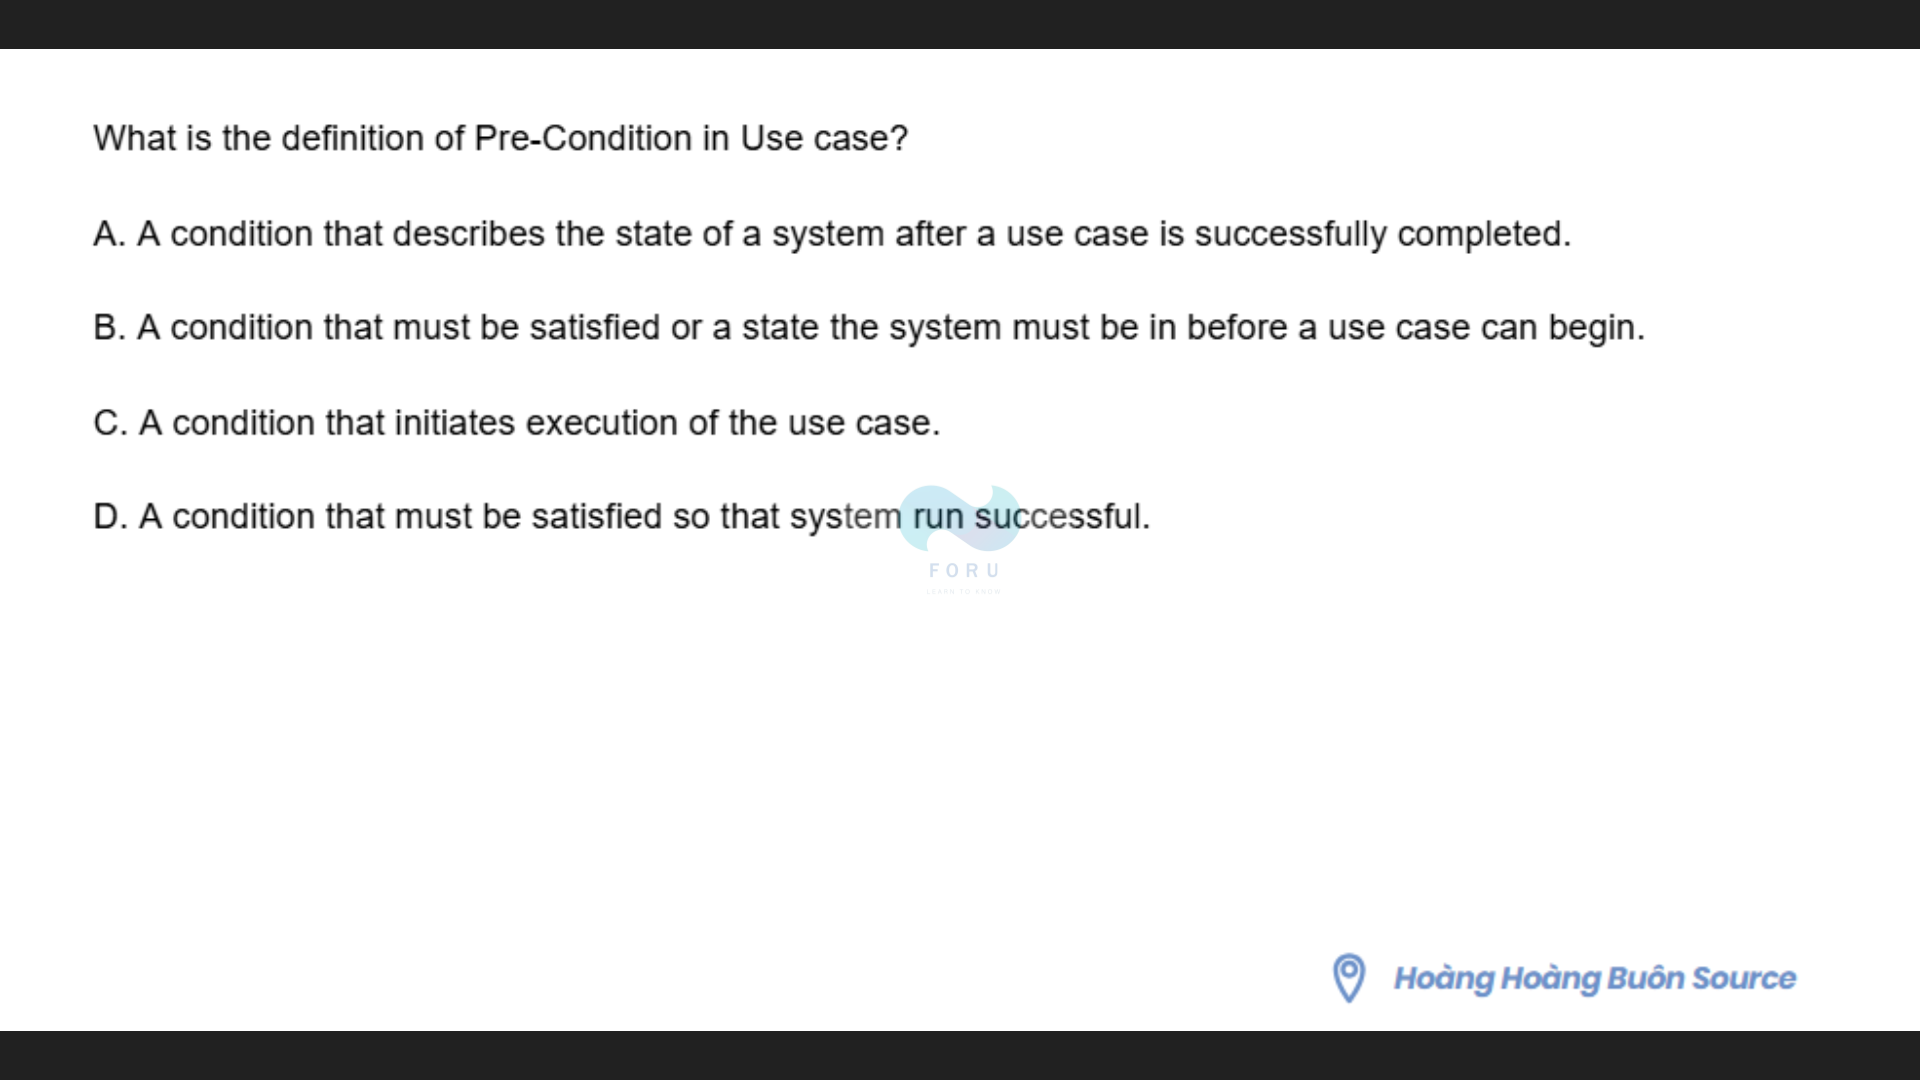 What is the definition of Pre-Condition in Use case?
A. A condition that describes the state of a system after a use case is successfully completed.
B. A condition that must be satisfied or a state the system must be in before a use case can begin.
C. A condition that initiates execution of the use case.
D. A condition that must be satisfied so that system run successful.
FORU
LEARN TO KNOW
Hoàng Hoàng Buôn Source